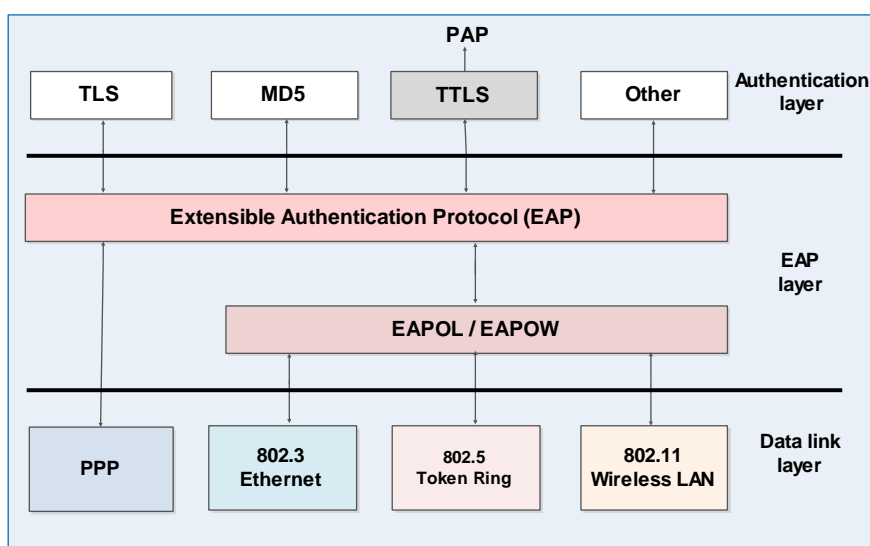 PAP
TLS
MD5
TTLS
Other
Authentication
layer
Extensible Authentication Protocol (EAP)
EAP
layer
EAPOL / EAPOW
PPP
802.3
Ethernet
802.5
Token Ring
802.11
Wireless LAN
Data link
layer